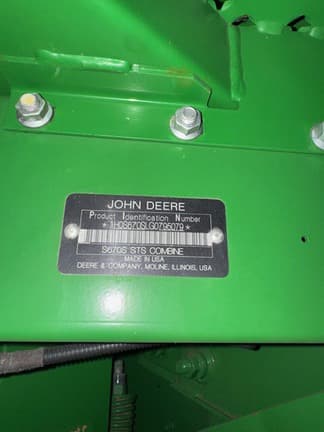 JOHN DEERE
Product Identification Number
*1H0S670SLG0795079*
S670S STS COMBINE
MADE IN USA
DEERE & COMPANY, MOLINE, ILLINOIS, USA